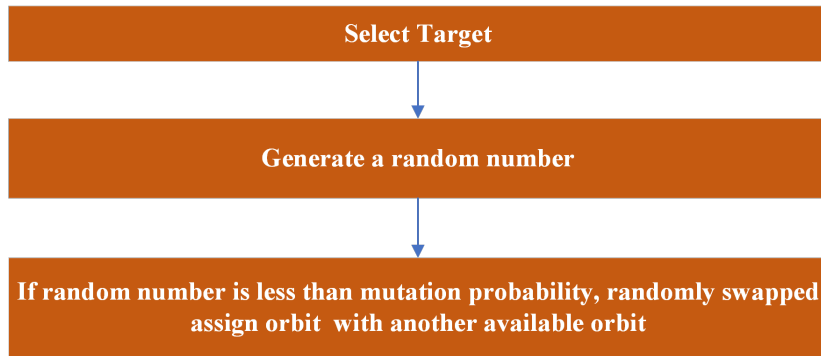 Select Target
Generate a random number
If random number is less than mutation probability, randomly swapped
assign orbit with another available orbit